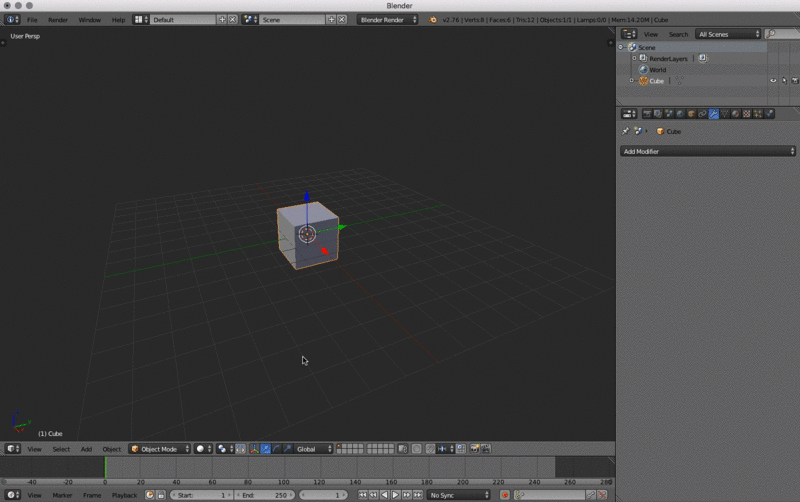 Blender
File Render Window Help Default Scene Blender Render v2.76 | Verts:8 | Faces:6 | Tris:12 | Objects:1/1 | Lamps:0/0 | Mem:14.20M | Cube
User Persp
View Search All Scenes
Scene
RenderLayers
World
Cube
Cube
Add Modifier
(1) Cube
View Select Add Object Object Mode Global
-40 -20 0 20 40 60 80 100 120 140 160 180 200 220 240 260 280
View Marker Frame Playback Start: 1 End: 250 1 No Sync